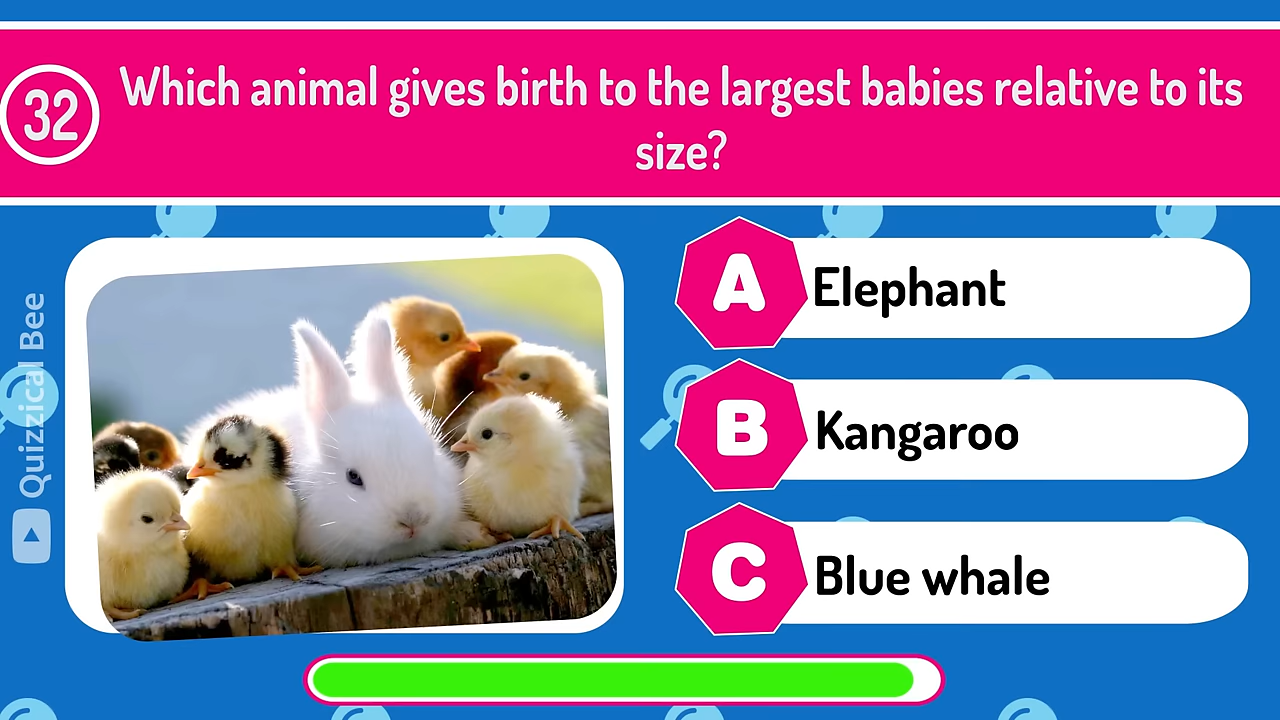 32
Which animal gives birth to the largest babies relative to its
size?
Quizzical Bee
A Elephant
B Kangaroo
C Blue whale